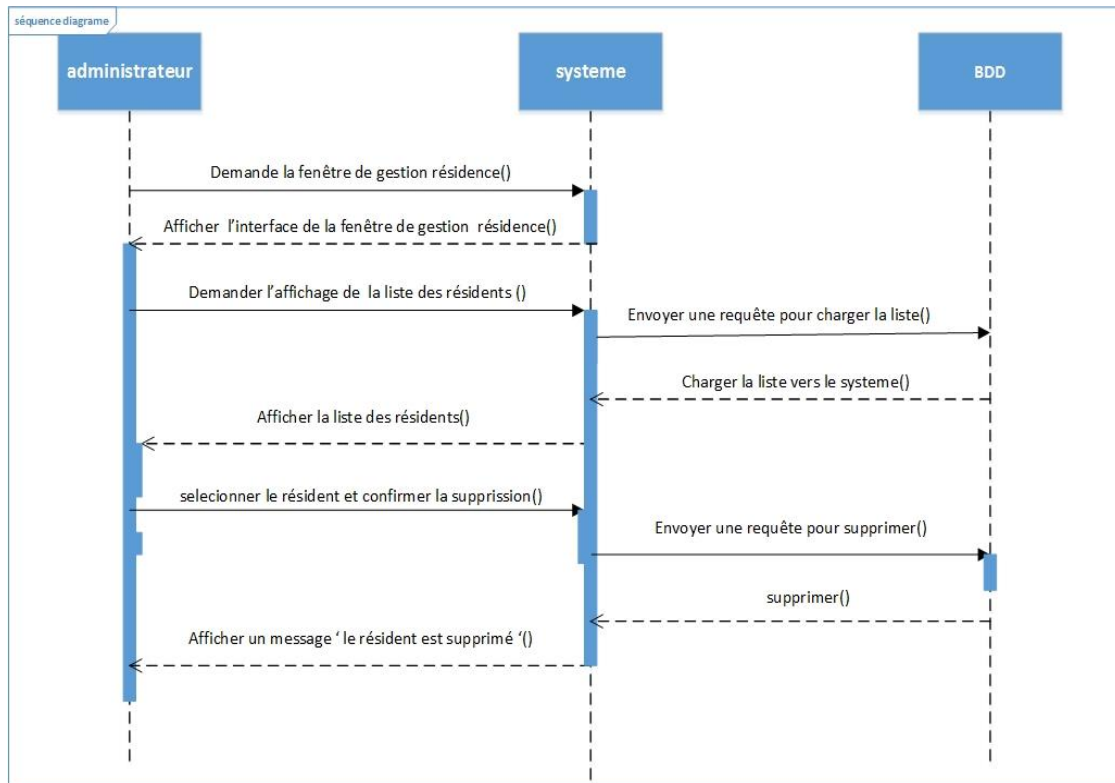 séquence diagrame
administrateur
systeme
BDD
Demande la fenêtre de gestion résidence()
Afficher l'interface de la fenêtre de gestion résidence()
Demander l'affichage de la liste des résidents ()
Envoyer une requête pour charger la liste()
Charger la liste vers le systeme()
Afficher la liste des résidents()
selecionner le résident et confirmer la supprission()
Envoyer une requête pour supprimer()
supprimer()
Afficher un message ‘ le résident est supprimé ‘()